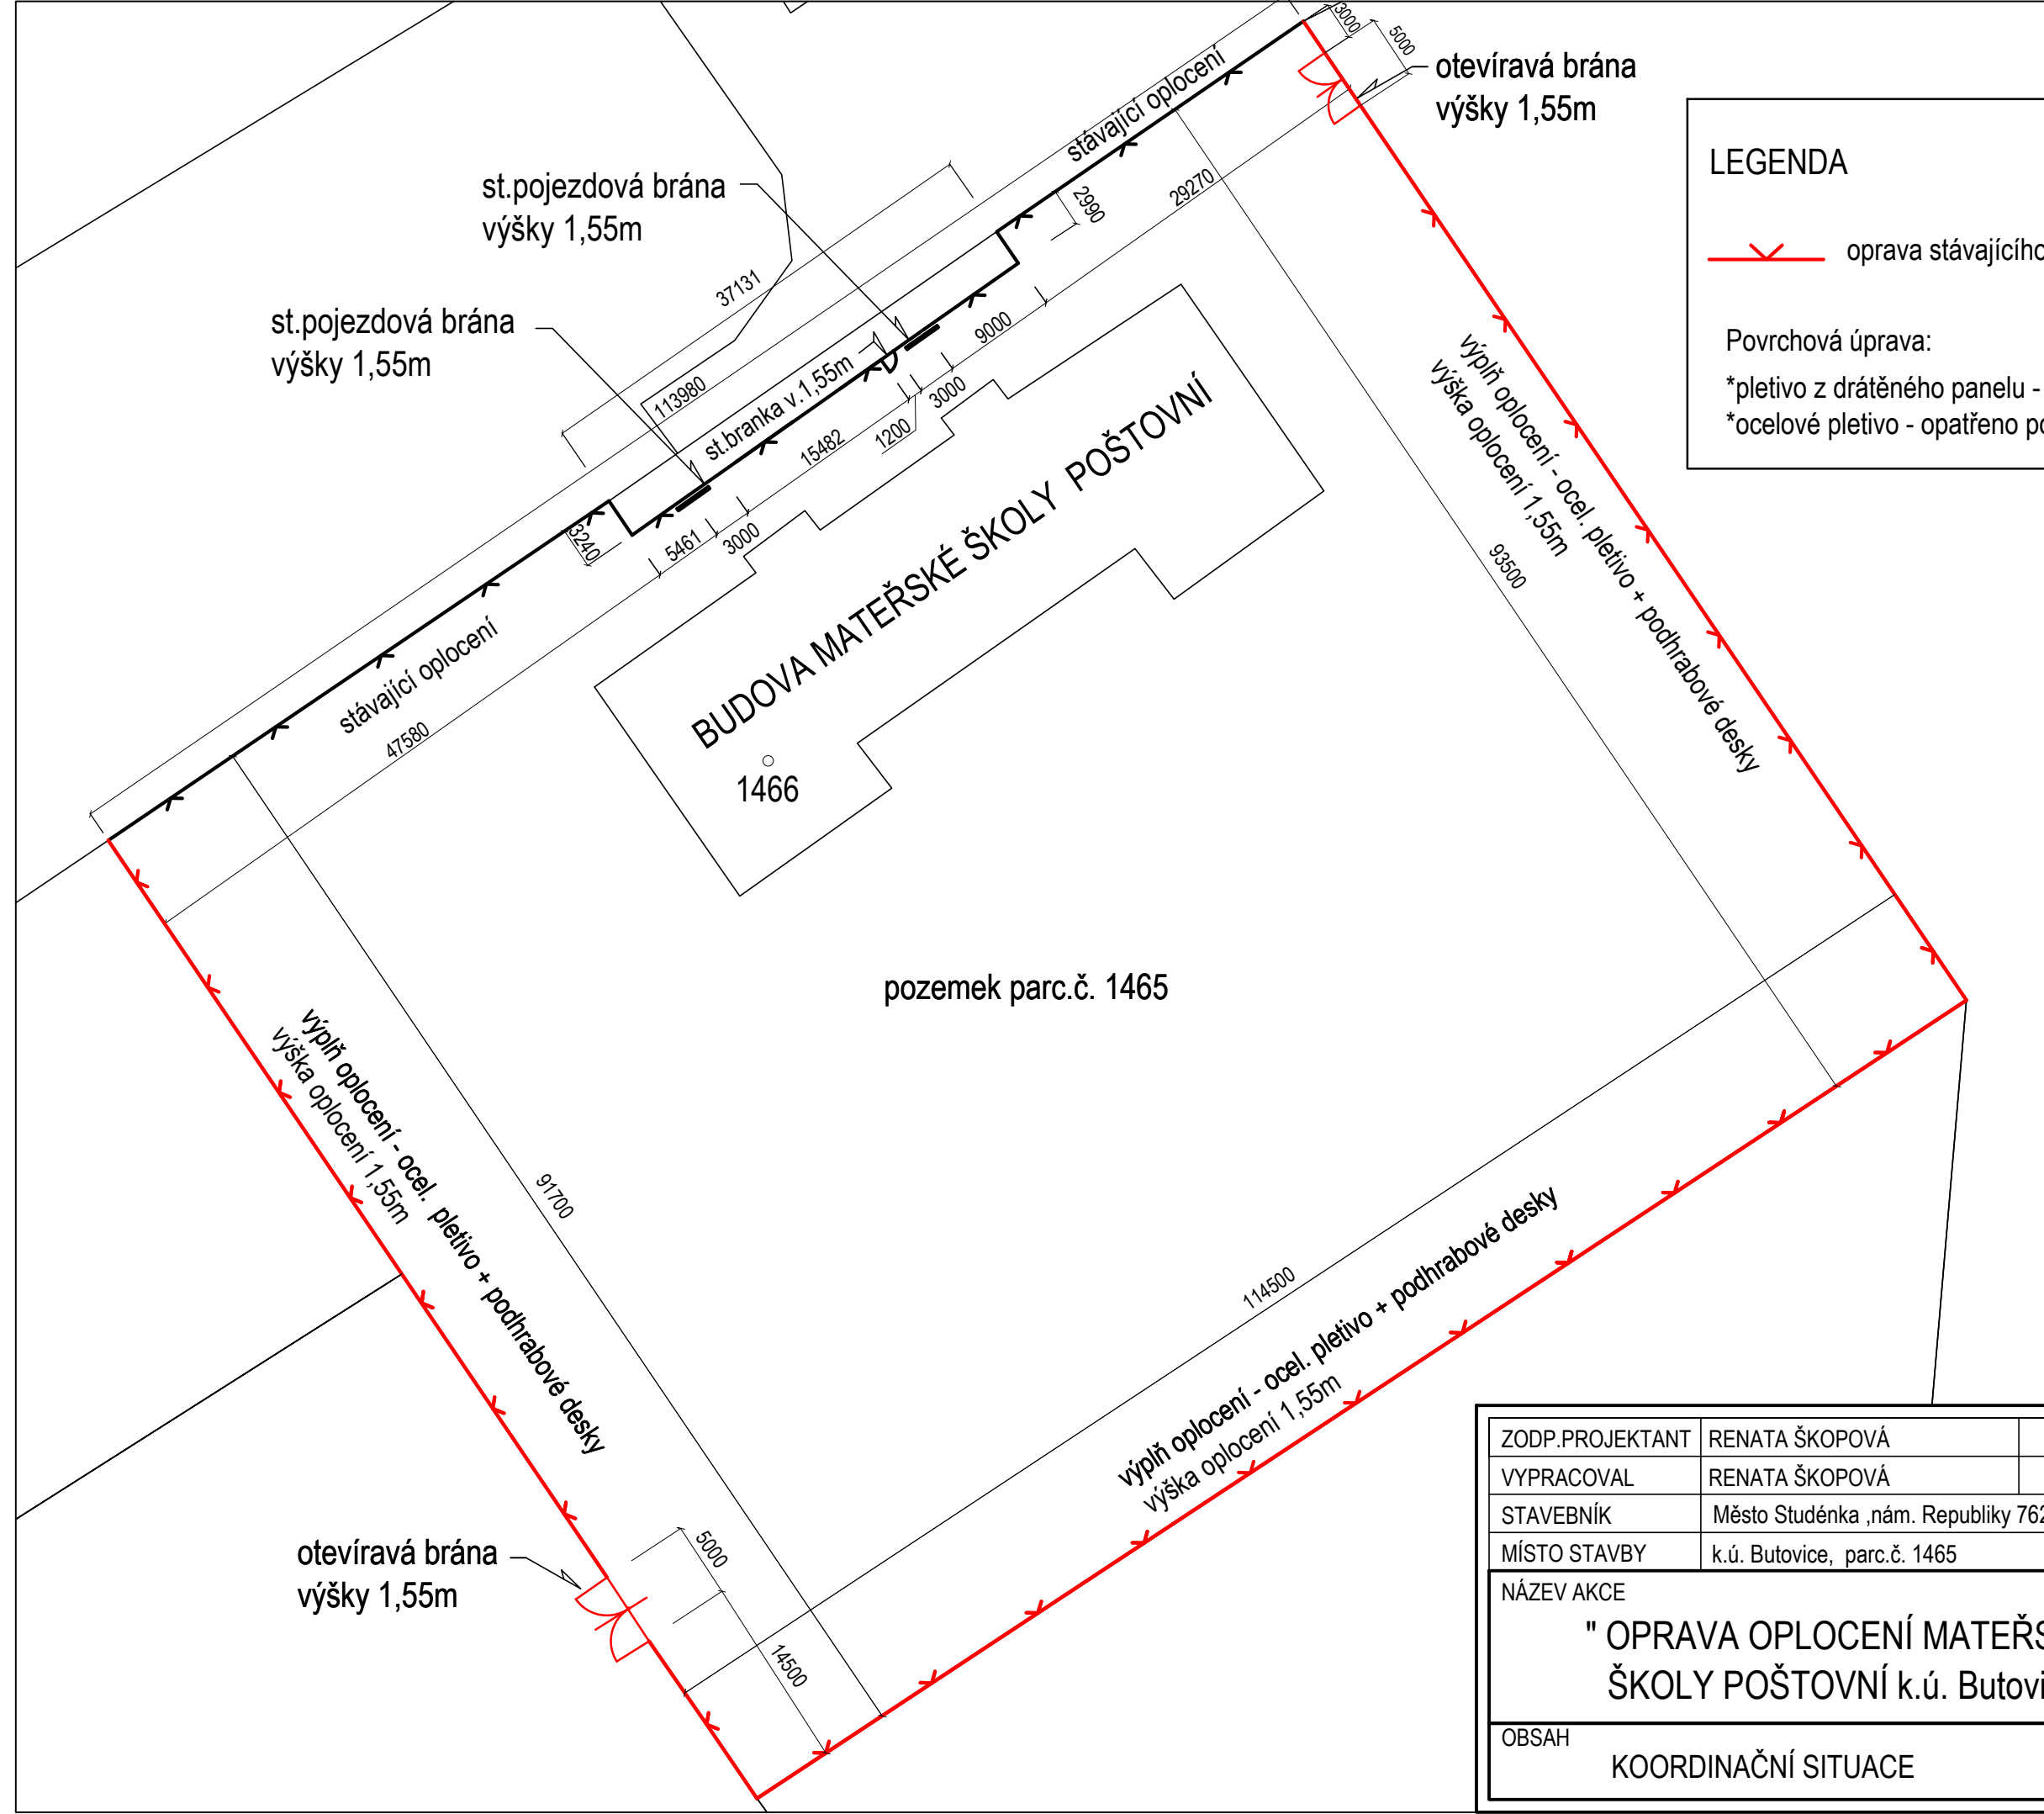 3000
5000
otevíravá brána
výšky 1,55m
stávající oplocení
st.pojezdová brána
výšky 1,55m
2990
29270
LEGENDA
oprava stávajícího
37131
st.pojezdová brána
výšky 1,55m
9000
Povrchová úprava:
*pletivo z drátěného panelu -
*ocelové pletivo - opatřeno
113980
st.branka v.1,55m
3000
1200
15482
výplň oplocení - ocel. pletivo + podhrabové desky
výška oplocení 1,55m
93500
3240
5461
3000
BUDOVA MATEŘSKÉ ŠKOLY POŠTOVNÍ
stávající oplocení
47580
1466
pozemek parc.č. 1465
výplň oplocení - ocel. pletivo + podhrabové desky
výška oplocení 1,55m
91700
114500
výplň oplocení - ocel. pletivo + podhrabové desky
výška oplocení 1,55m
otevíravá brána
výšky 1,55m
5000
14500
ZODP.PROJEKTANT RENATA ŠKOPOVÁ
VYPRACOVAL RENATA ŠKOPOVÁ
STAVEBNÍK Město Studénka ,nám. Republiky 762
MÍSTO STAVBY k.ú. Butovice, parc.č. 1465
NÁZEV AKCE
" OPRAVA OPLOCENÍ MATEŘS
ŠKOLY POŠTOVNÍ k.ú. Butovi
OBSAH
KOORDINAČNÍ SITUACE